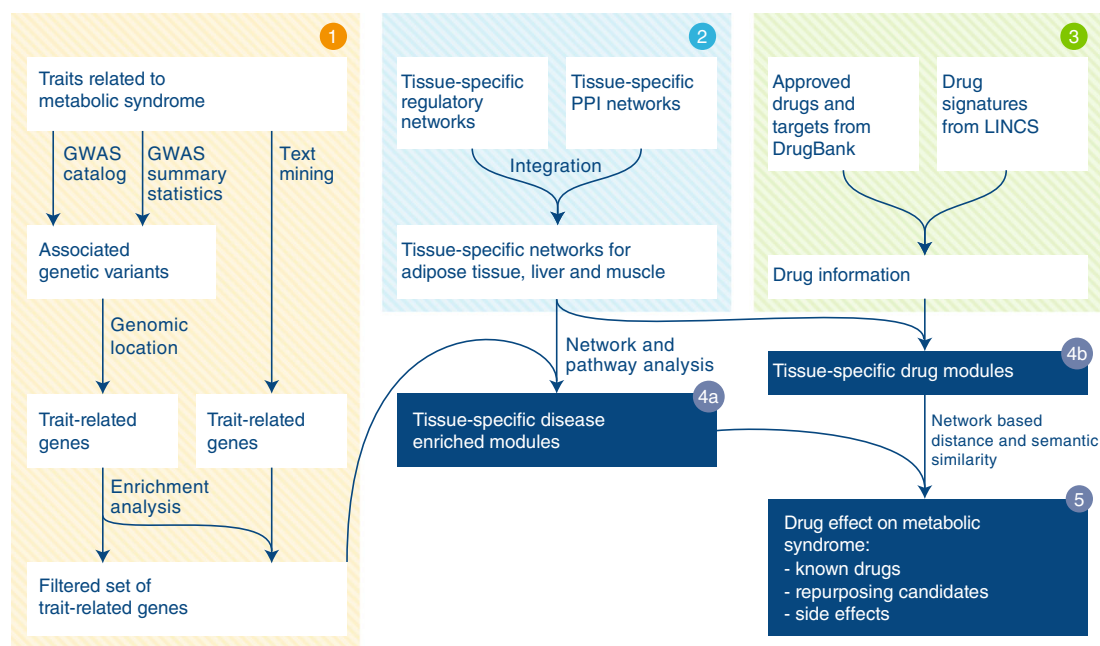 1
Traits related to
metabolic syndrome
GWAS
catalog
GWAS
summary
statistics
Text
mining
Associated
genetic variants
Genomic
location
Trait-related
genes
Trait-related
genes
Enrichment
analysis
Filtered set of
trait-related genes
2
Tissue-specific
regulatory
networks
Tissue-specific
PPI networks
Integration
Tissue-specific networks for
adipose tissue, liver and muscle
Network and
pathway analysis
4a
Tissue-specific disease
enriched modules
3
Approved
drugs and
targets from
DrugBank
Drug
signatures
from LINCS
Drug information
4b
Tissue-specific drug modules
Network based
distance and semantic
similarity
5
Drug effect on metabolic
syndrome:
- known drugs
- repurposing candidates
- side effects